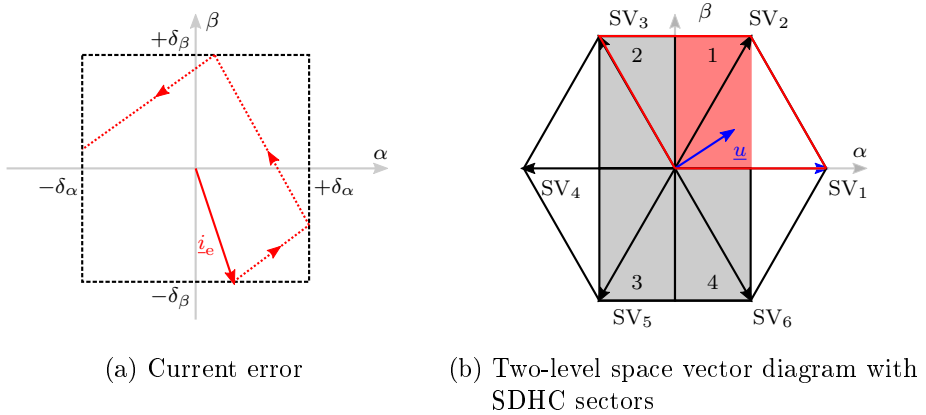 β
+δβ
α
−δα
+δα
ie
−δβ
(a) Current error
SV3
β
SV2
2
1
u
α
SV4
SV1
3
4
SV5
SV6
(b) Two-level space vector diagram with
SDHC sectors